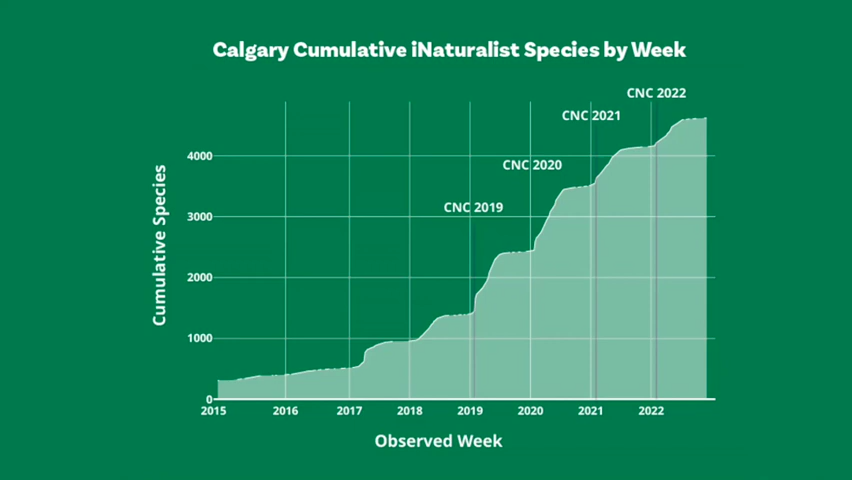 Calgary Cumulative iNaturalist Species by Week
CNC 2022
CNC 2021
CNC 2020
CNC 2019
Cumulative Species
4000
3000
2000
1000
0
2015 2016 2017 2018 2019 2020 2021 2022
Observed Week